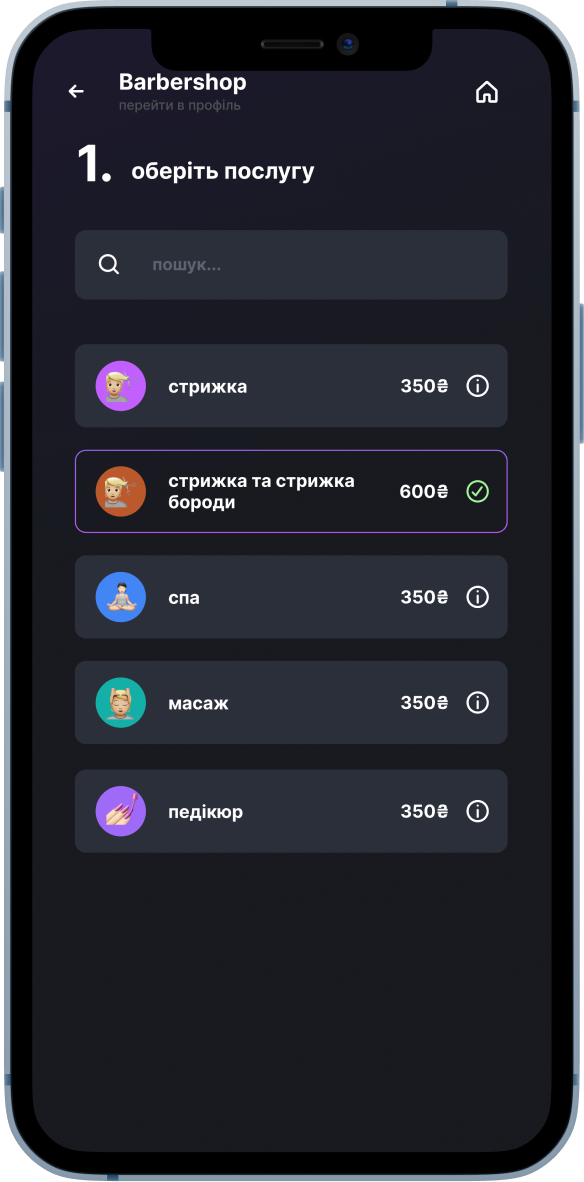 Barbershop
перейти в профіль
1. оберіть послугу
пошук...
стрижка 350₴
стрижка та стрижка
бороди 600₴
спа 350₴
масаж 350₴
педікюр 350₴